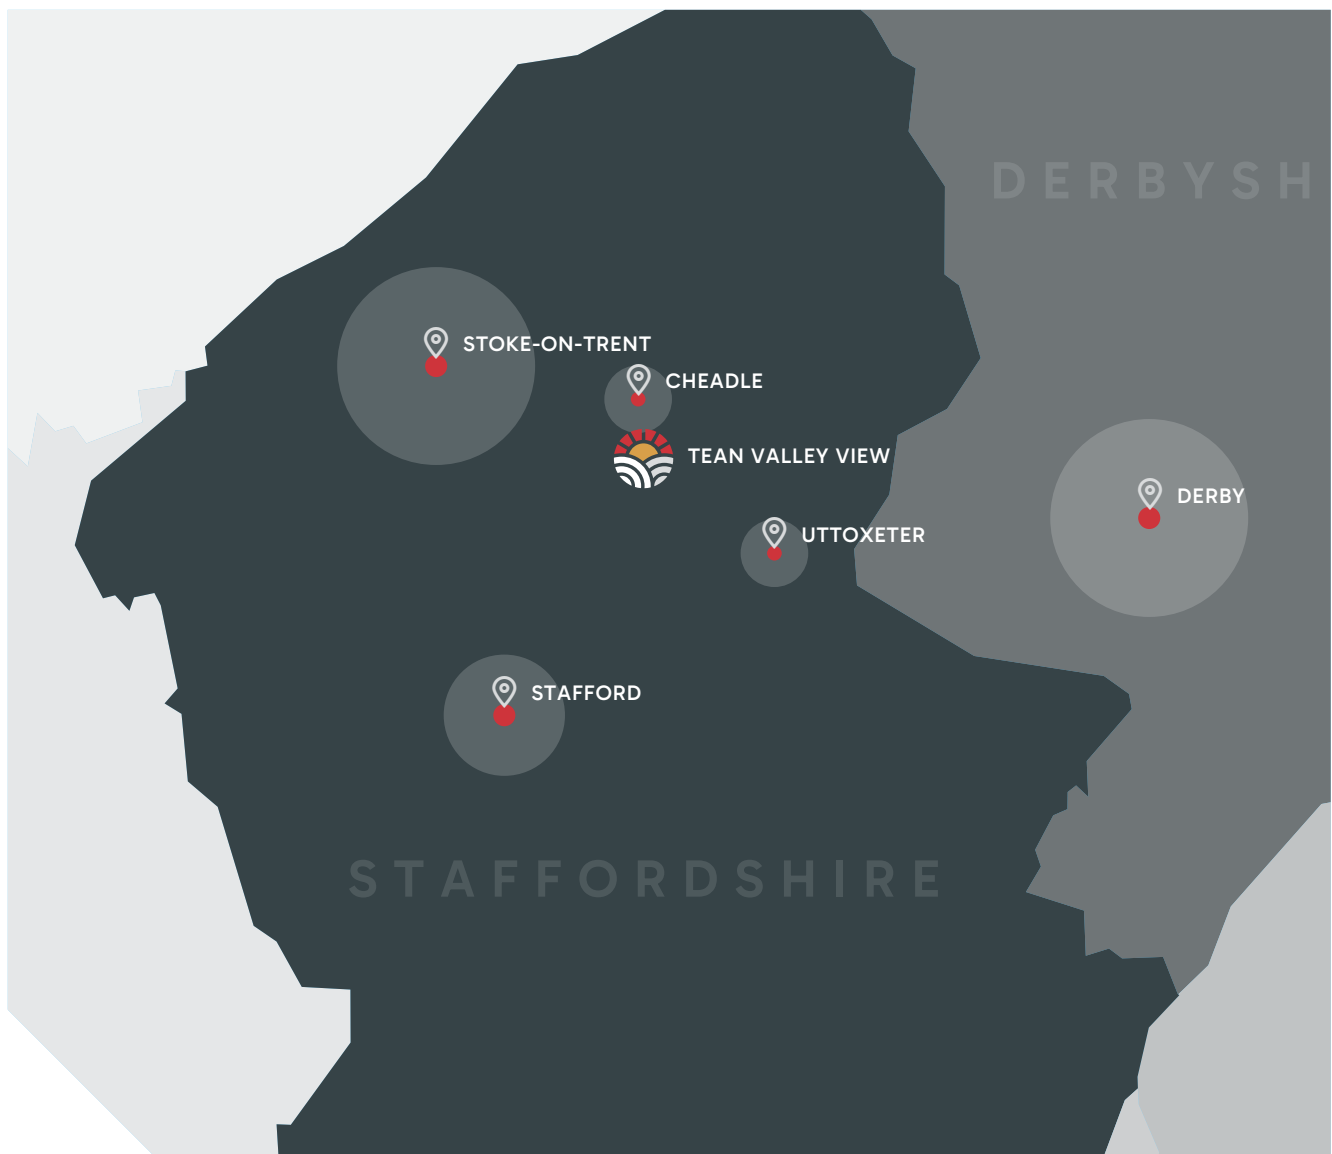 DERBYSH
STOKE-ON-TRENT
CHEADLE
TEAN VALLEY VIEW
DERBY
UTTOXETER
STAFFORD
STAFFORDSHIRE